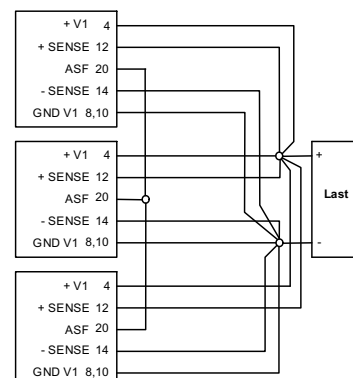 + V1 4
+ SENSE 12
ASF 20
- SENSE 14
GND V1 8,10
+ V1 4
+ SENSE 12
ASF 20
- SENSE 14
GND V1 8,10
+
Last
-
+ V1 4
+ SENSE 12
ASF 20
- SENSE 14
GND V1 8,10